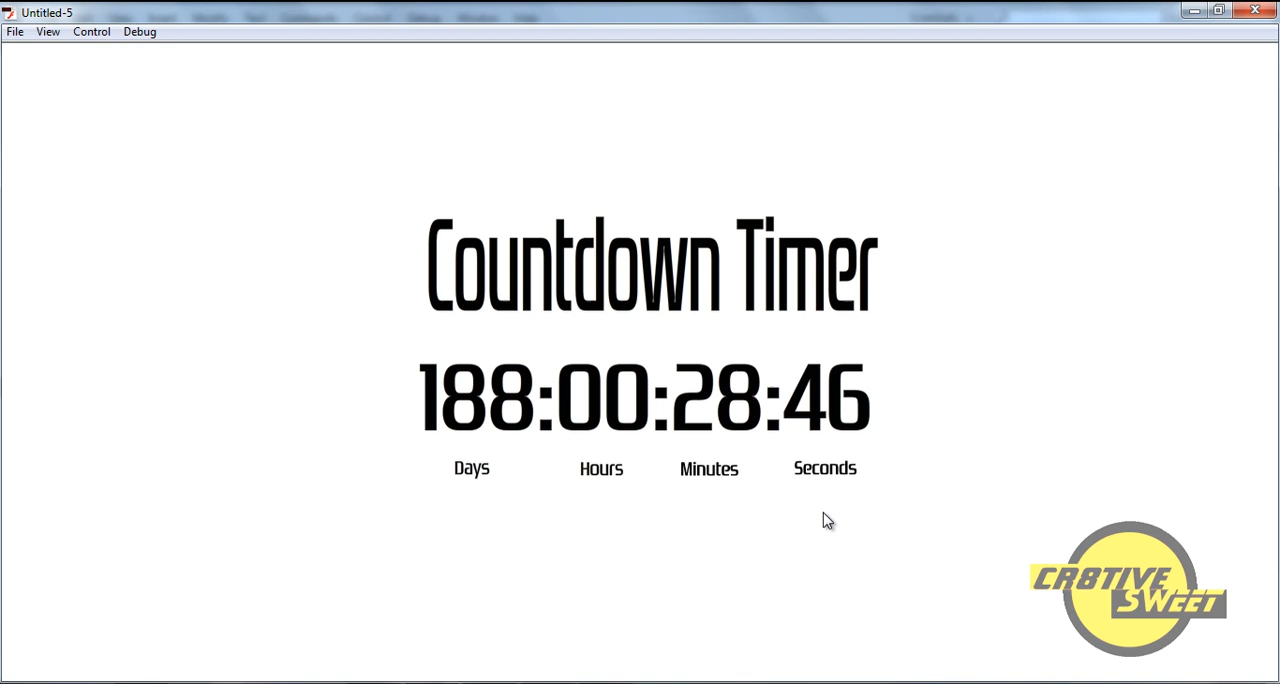 Untitled-5
File View Control Debug
Countdown Timer
188:00:28:46
Days Hours Minutes Seconds
CR8TIVE
SWEET